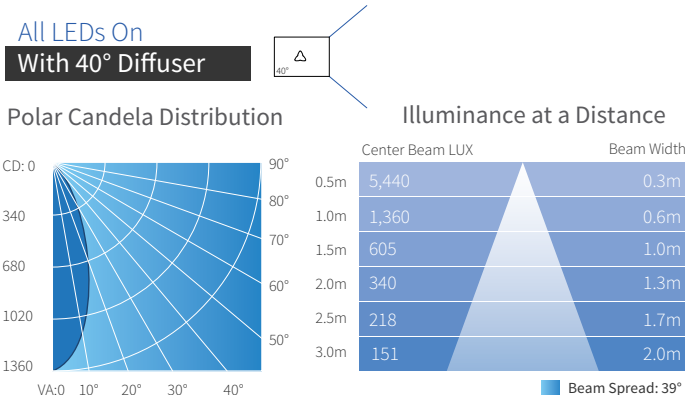 All LEDs On
With 40° Diffuser
40°
Polar Candela Distribution
CD: 0
340
680
1020
1360
90°
80°
70°
60°
50°
VA:0 10° 20° 30° 40°
Illuminance at a Distance
Center Beam LUX Beam Width
0.5m 5,440 0.3m
1.0m 1,360 0.6m
1.5m 605 1.0m
2.0m 340 1.3m
2.5m 218 1.7m
3.0m 151 2.0m
Beam Spread: 39°